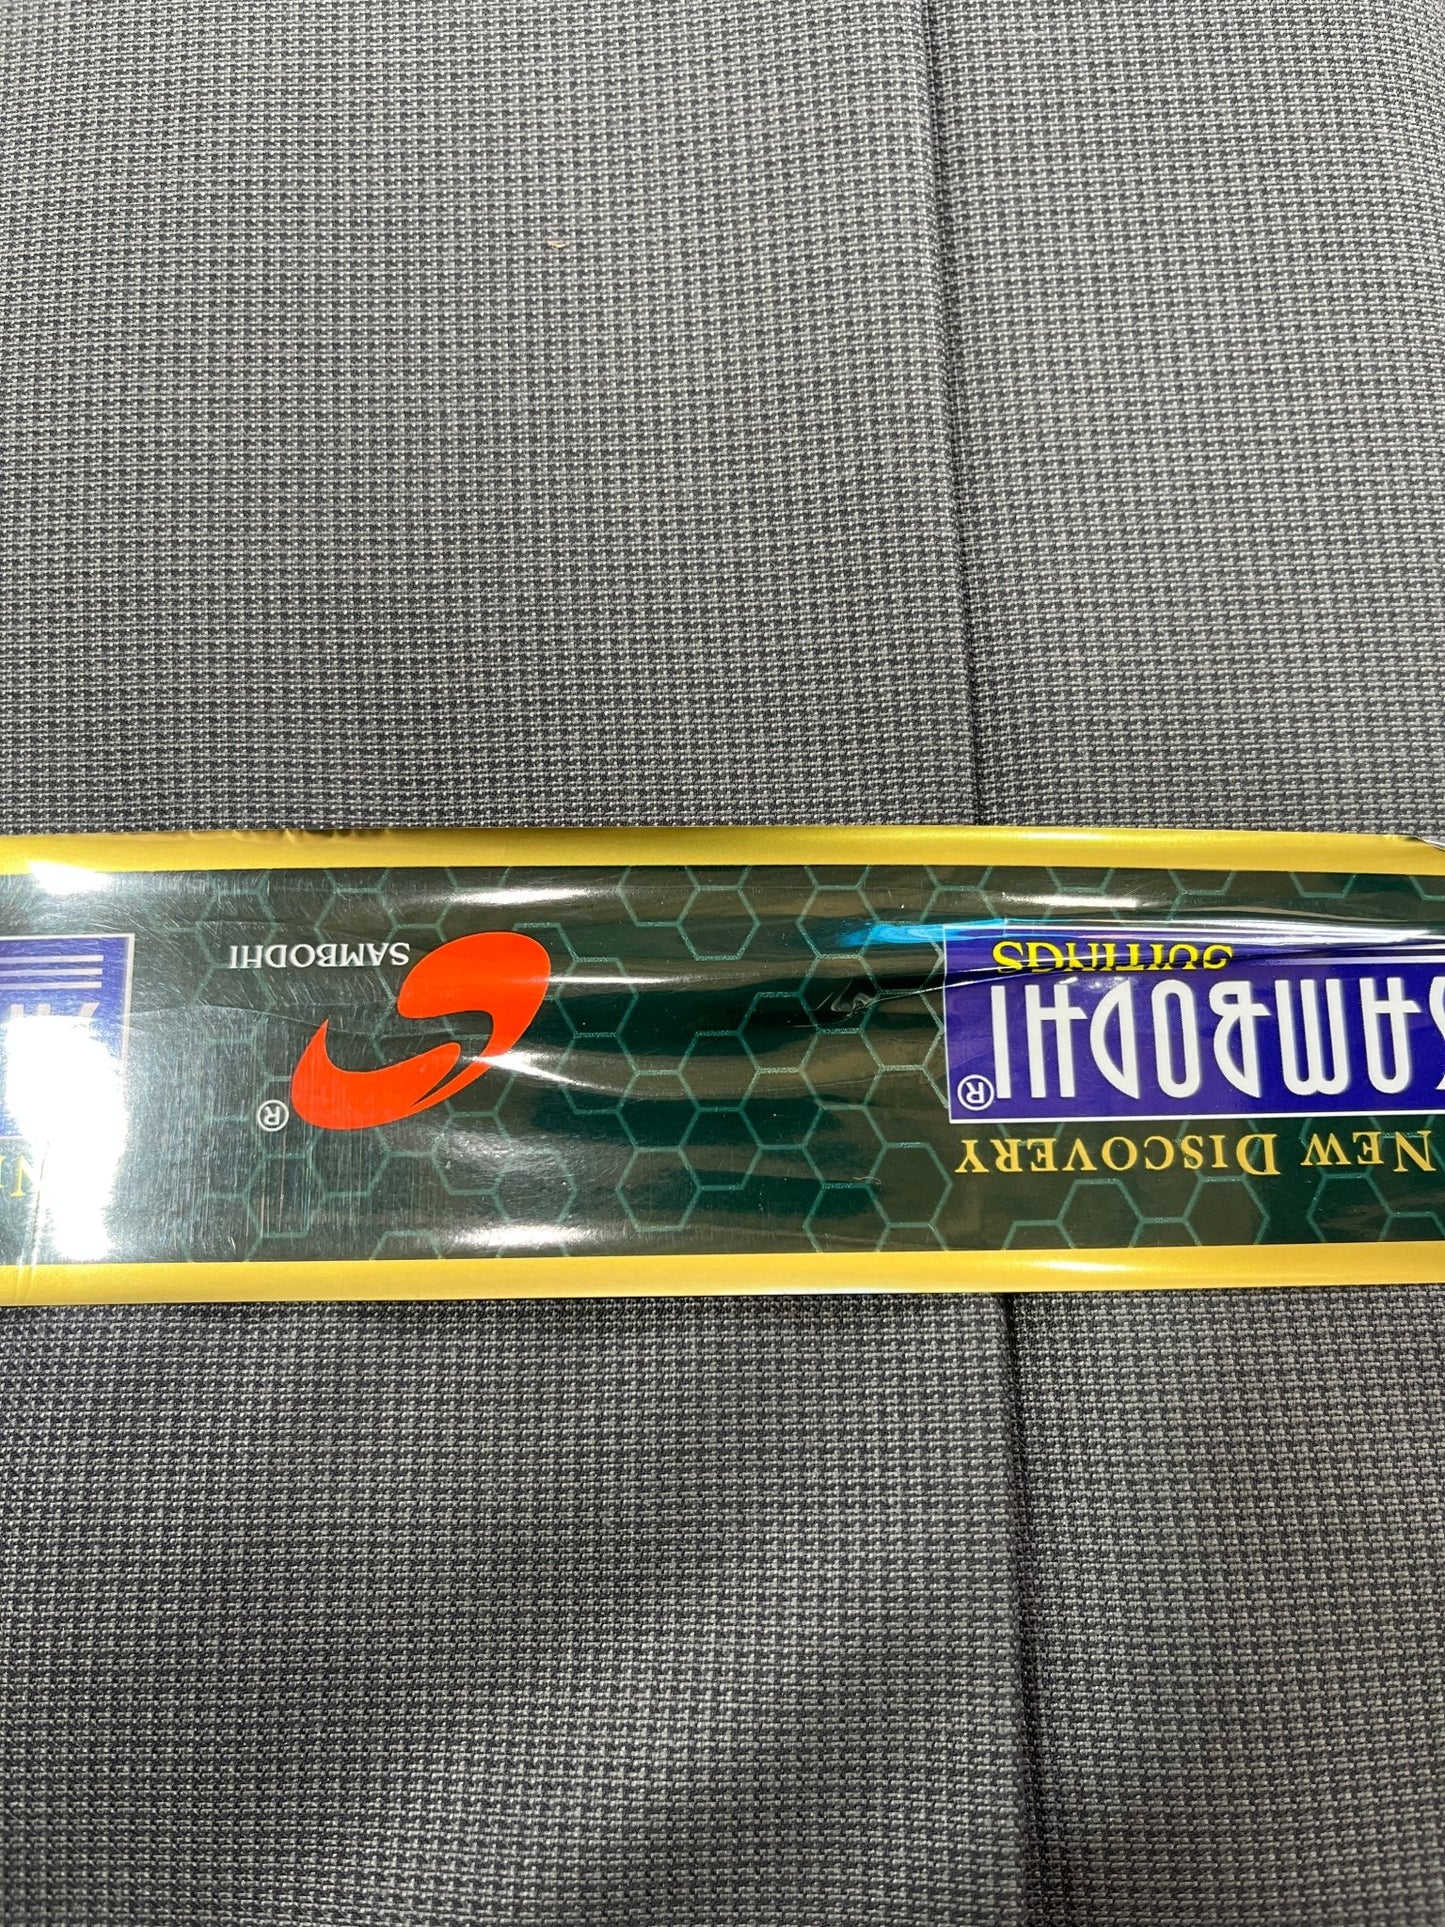 NEW DISCOVERY
SAMBODHI®
SUITINGS
®
SAMBODHI